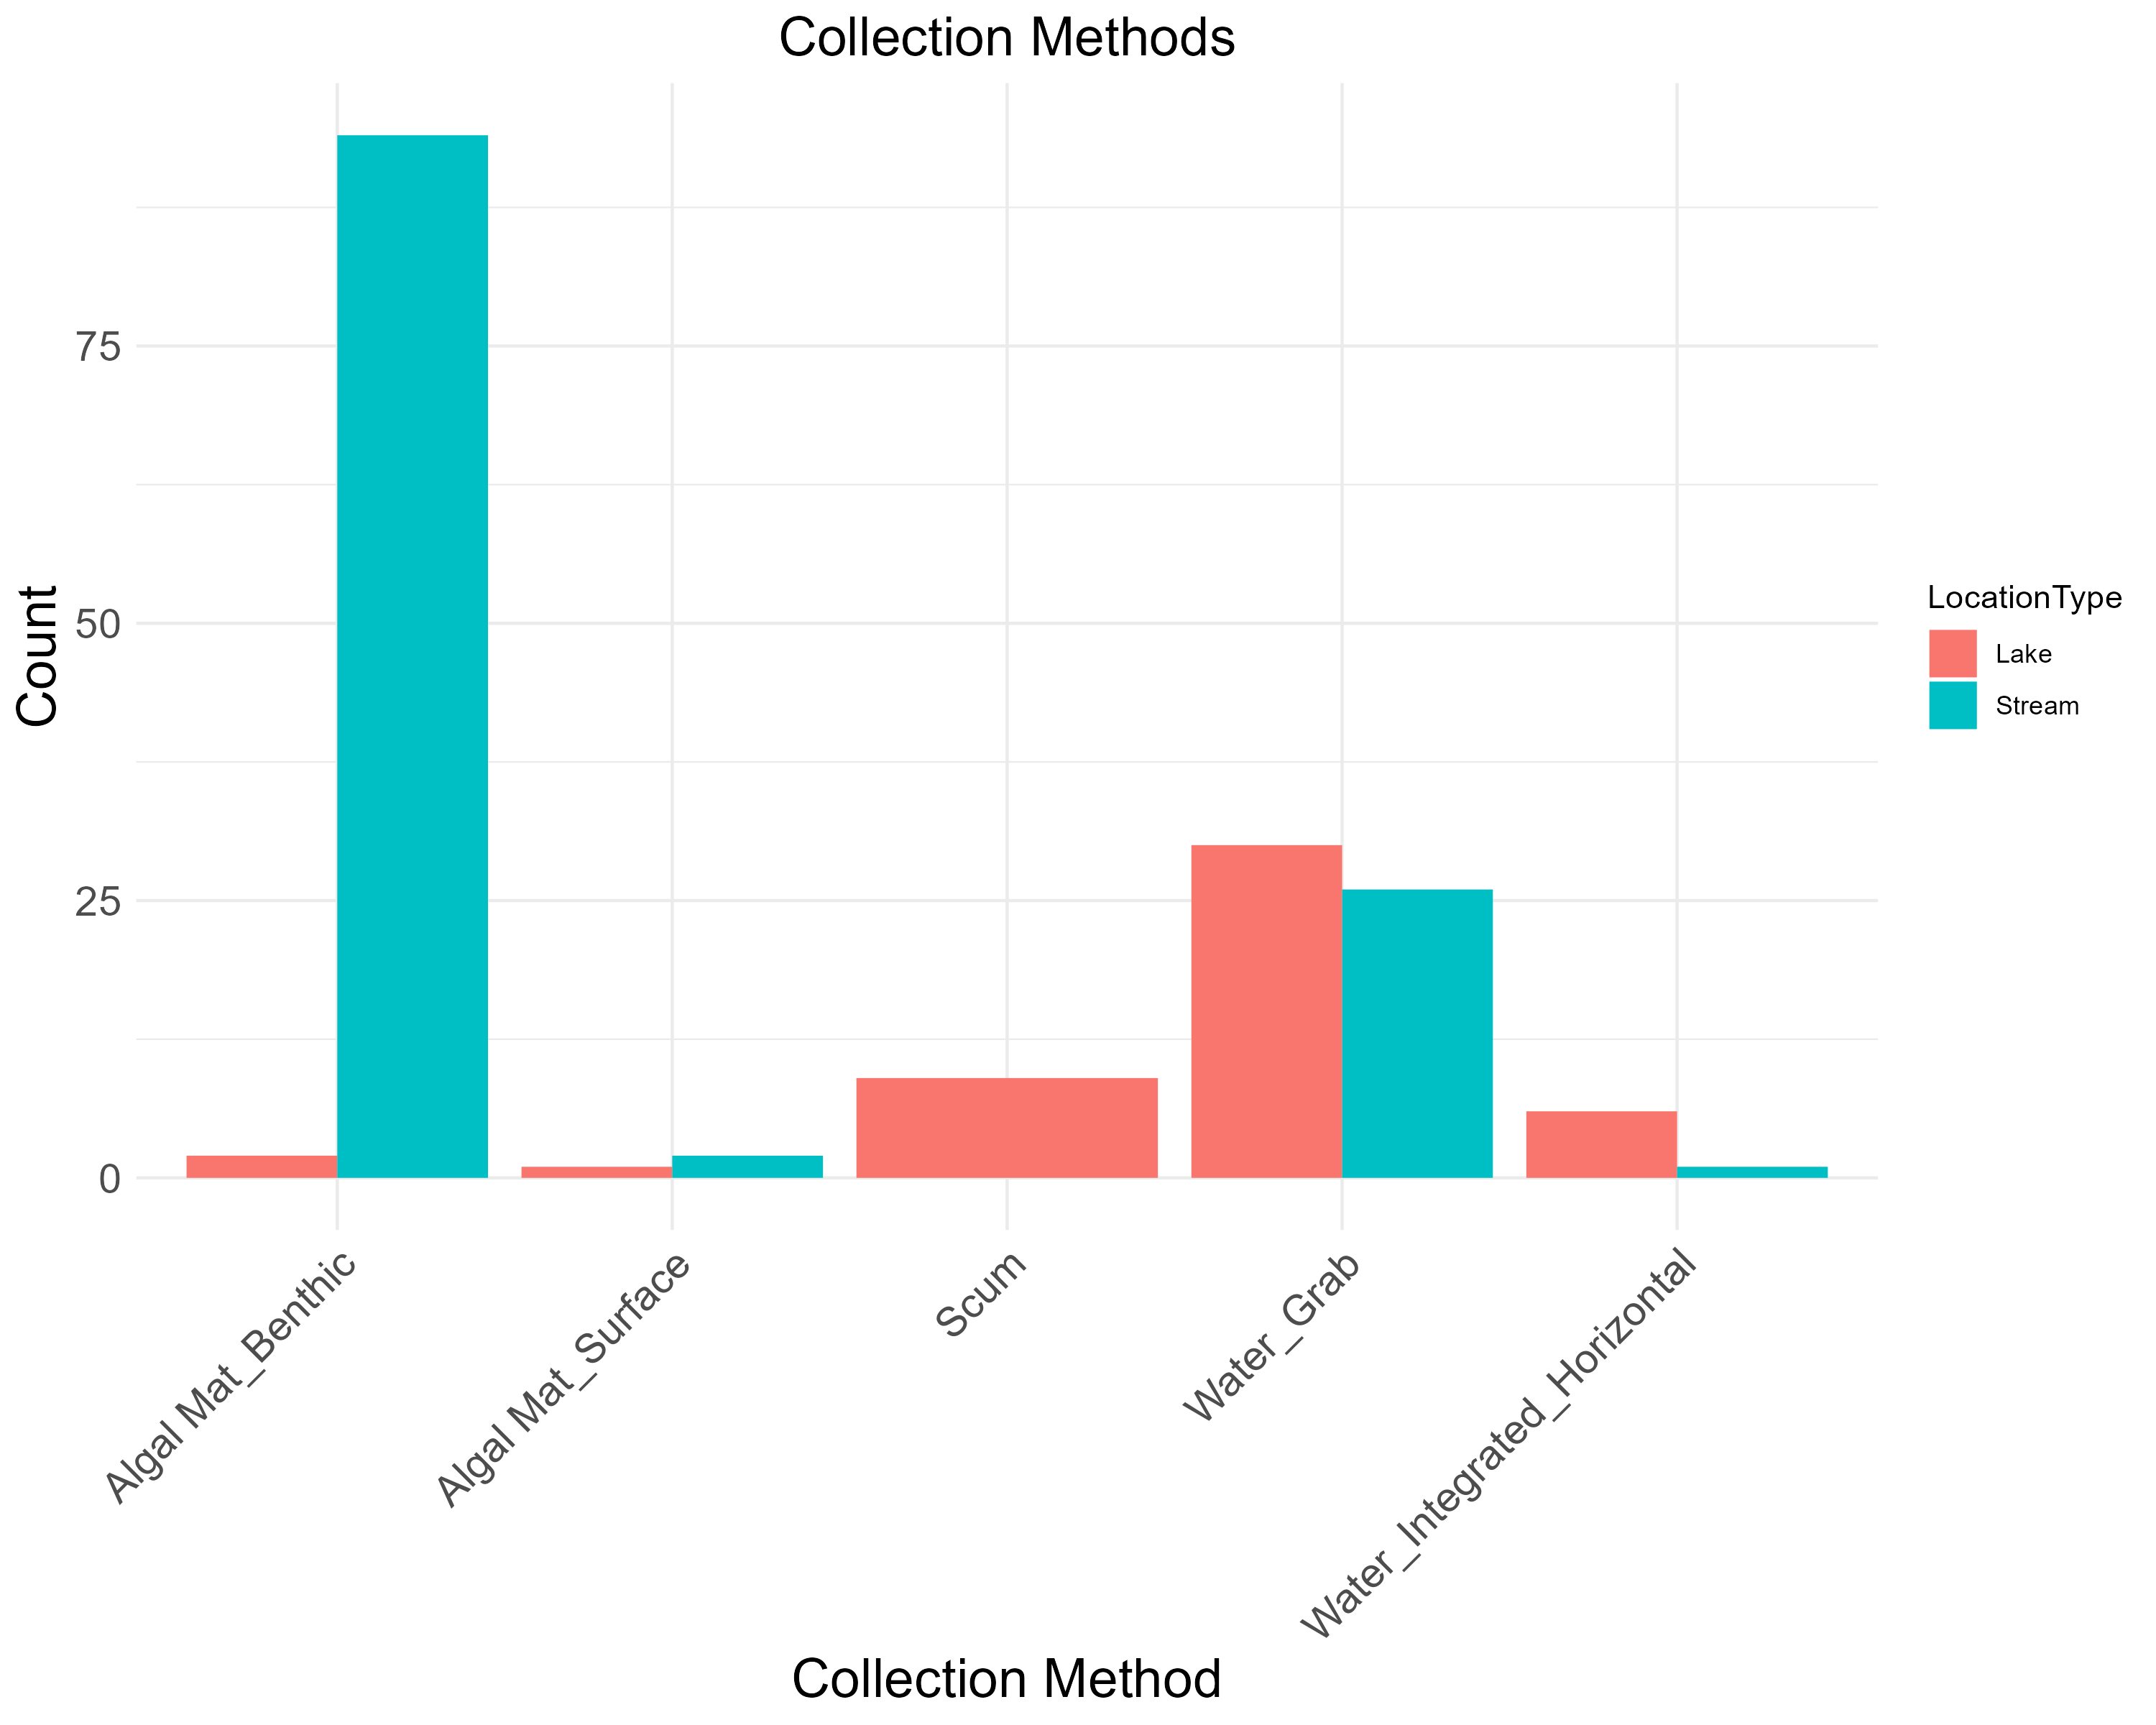 Collection Methods
Count
75
50
25
0
Algal Mat_Benthic
Algal Mat_Surface
Scum
Water_Grab
Water_Integrated_Horizontal
Collection Method
LocationType
Lake
Stream